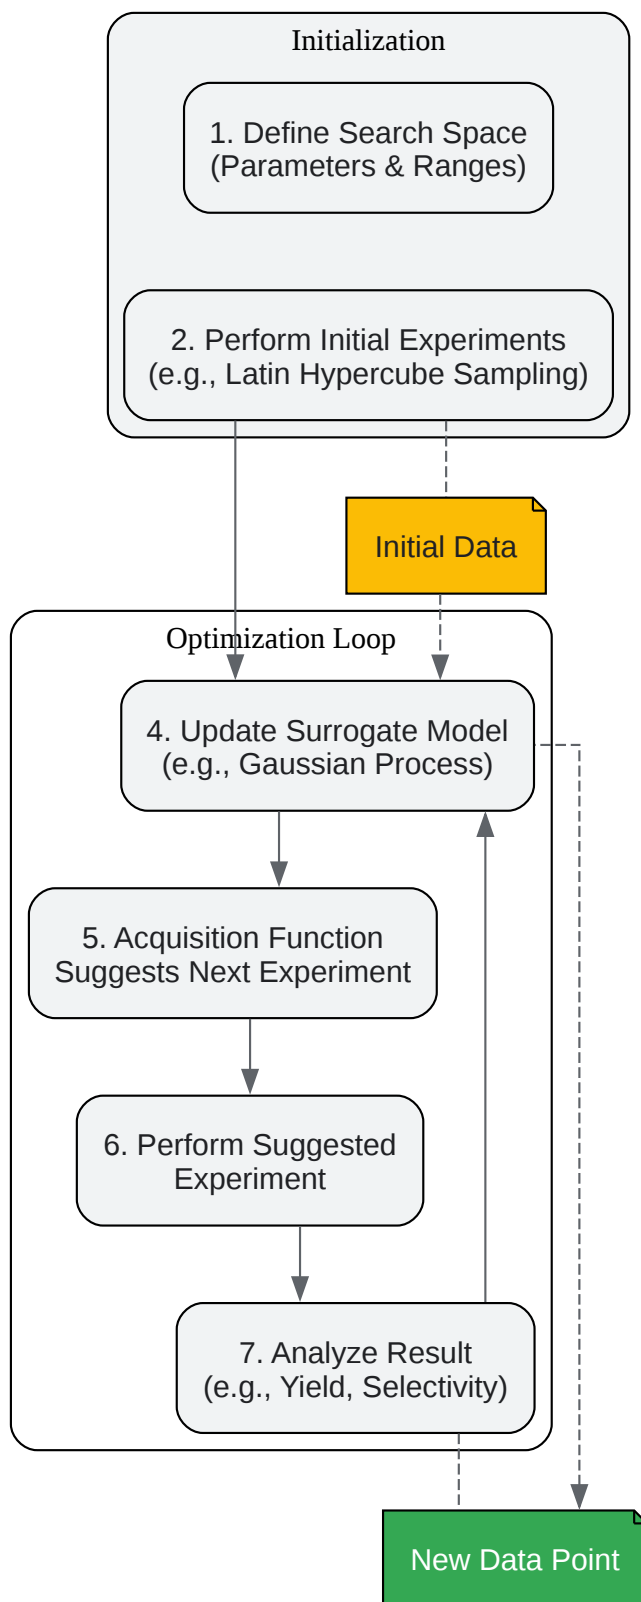 Initialization
1. Define Search Space
(Parameters & Ranges)
2. Perform Initial Experiments
(e.g., Latin Hypercube Sampling)
Initial Data
Optimization Loop
4. Update Surrogate Model
(e.g., Gaussian Process)
5. Acquisition Function
Suggests Next Experiment
6. Perform Suggested
Experiment
7. Analyze Result
(e.g., Yield, Selectivity)
New Data Point